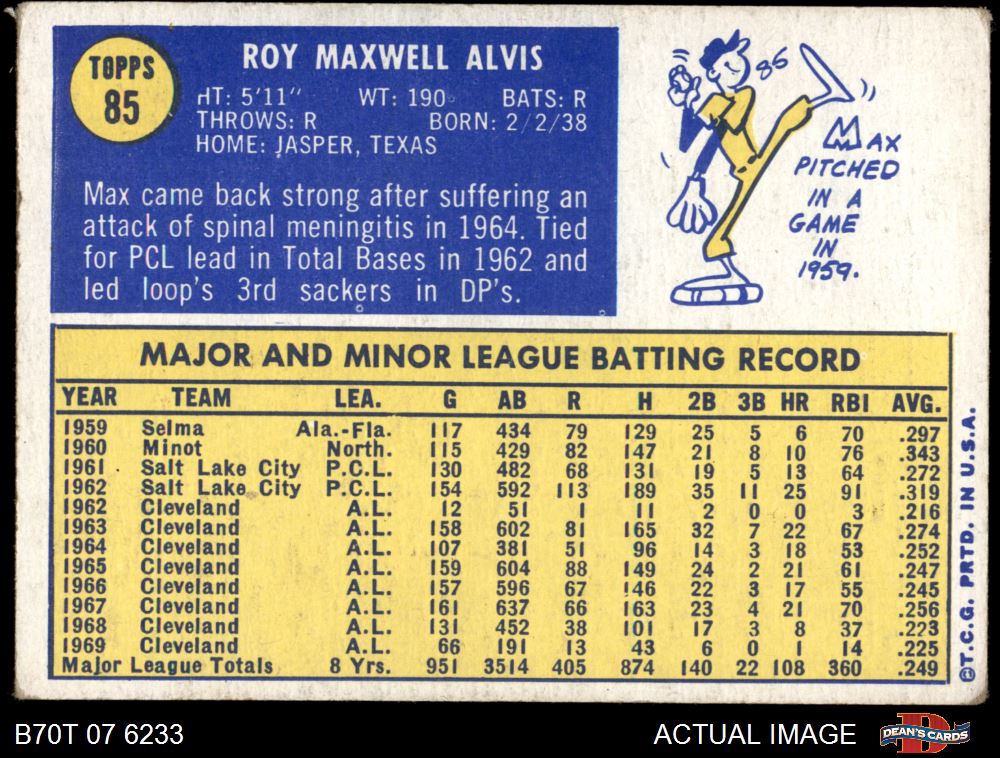 TOPPS
85
ROY MAXWELL ALVIS
HT: 5'11" WT: 190 BATS: R
THROWS: R BORN: 2/2/38
HOME: JASPER, TEXAS
Max came back strong after suffering an
attack of spinal meningitis in 1964. Tied
for PCL lead in Total Bases in 1962 and
led loop's 3rd sackers in DP's.
86
MAX
PITCHED
IN A
GAME
IN
1959.
MAJOR AND MINOR LEAGUE BATTING RECORD
YEAR TEAM LEA. G AB R H 2B 3B HR RBI AVG.
1959 Selma Ala.-Fla. 117 434 79 129 25 5 6 70 .297
1960 Minot North. 115 429 82 147 21 8 10 76 .343
1961 Salt Lake City P.C.L. 130 482 68 131 19 5 13 64 .272
1962 Salt Lake City P.C.L. 154 592 113 189 35 11 25 91 .319
1962 Cleveland A.L. 12 51 1 11 2 0 0 3 .216
1963 Cleveland A.L. 158 602 81 165 32 7 22 67 .274
1964 Cleveland A.L. 107 381 51 96 14 3 18 53 .252
1965 Cleveland A.L. 159 604 88 149 24 2 21 61 .247
1966 Cleveland A.L. 157 596 67 146 22 3 17 55 .245
1967 Cleveland A.L. 161 637 66 163 23 4 21 70 .256
1968 Cleveland A.L. 131 452 38 101 17 3 8 37 .223
1969 Cleveland A.L. 66 191 13 43 6 0 1 14 .225
Major League Totals 8 Yrs. 951 3514 405 874 140 22 108 360 .249
©T.C.G. PRTD. IN U.S.A.
B70T 07 6233 ACTUAL IMAGE
D
DEAN'S CARDS